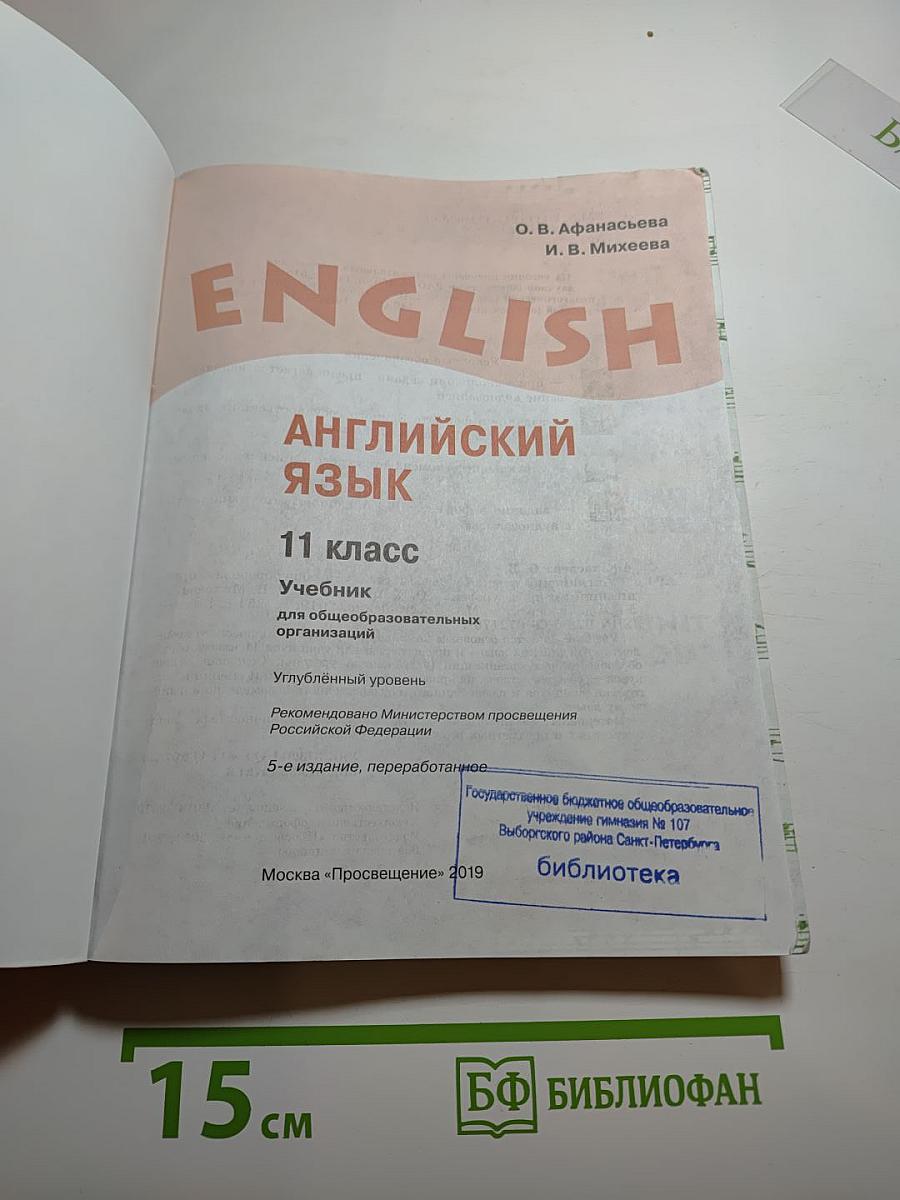 О. В. Афанасьева
И. В. Михеева
ENGLISH
АНГЛИЙСКИЙ
ЯЗЫК
11 класс
Учебник
для общеобразовательных
организаций
Углублённый уровень
Рекомендовано Министерством просвещения
Российской Федерации
5-е издание, переработанное
Государственное бюджетное общеобразовательное
учреждение гимназия № 107
Выборгского района Санкт-Петербурга
библиотека
Москва «Просвещение» 2019
15 см
БФ БИБЛИОФАН